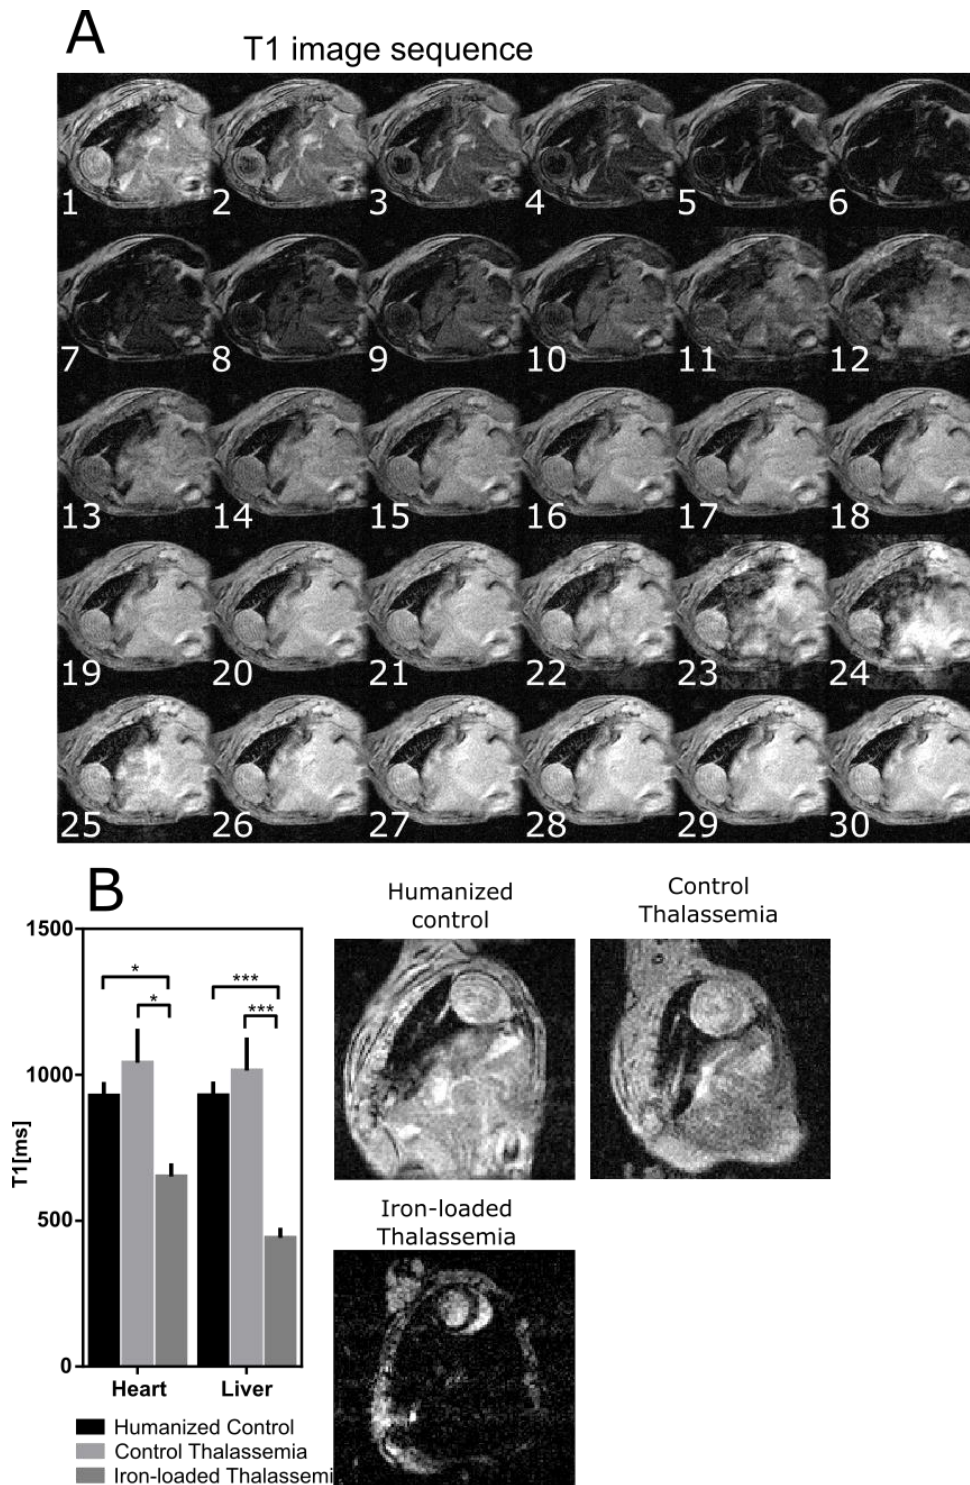 A
T1 image sequence
1 2 3 4 5 6
7 8 9 10 11 12
13 14 15 16 17 18
19 20 21 22 23 24
25 26 27 28 29 30
B
Humanized
control
Control
Thalassemia
Iron-loaded
Thalassemia
T1[ms]
1500
1000
500
0
* ***
* ***
Heart Liver
Humanized Control
Control Thalassemia
Iron-loaded Thalassemi